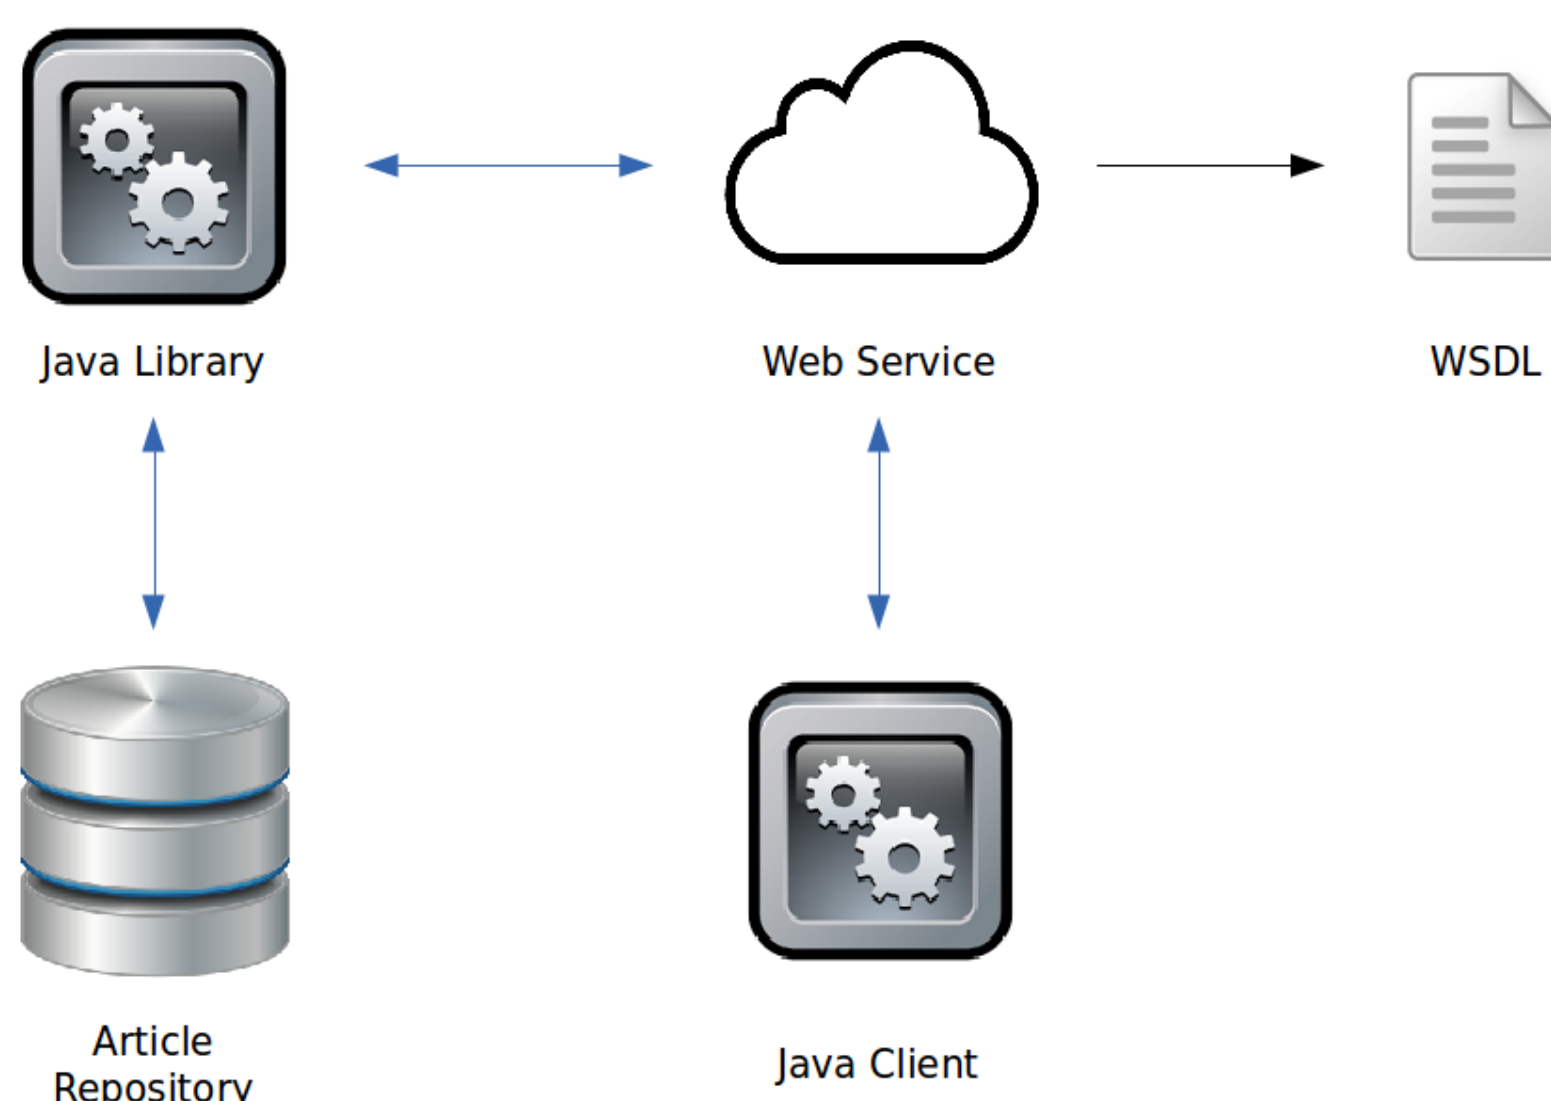 Java Library
Web Service
WSDL
Article
Repository
Java Client